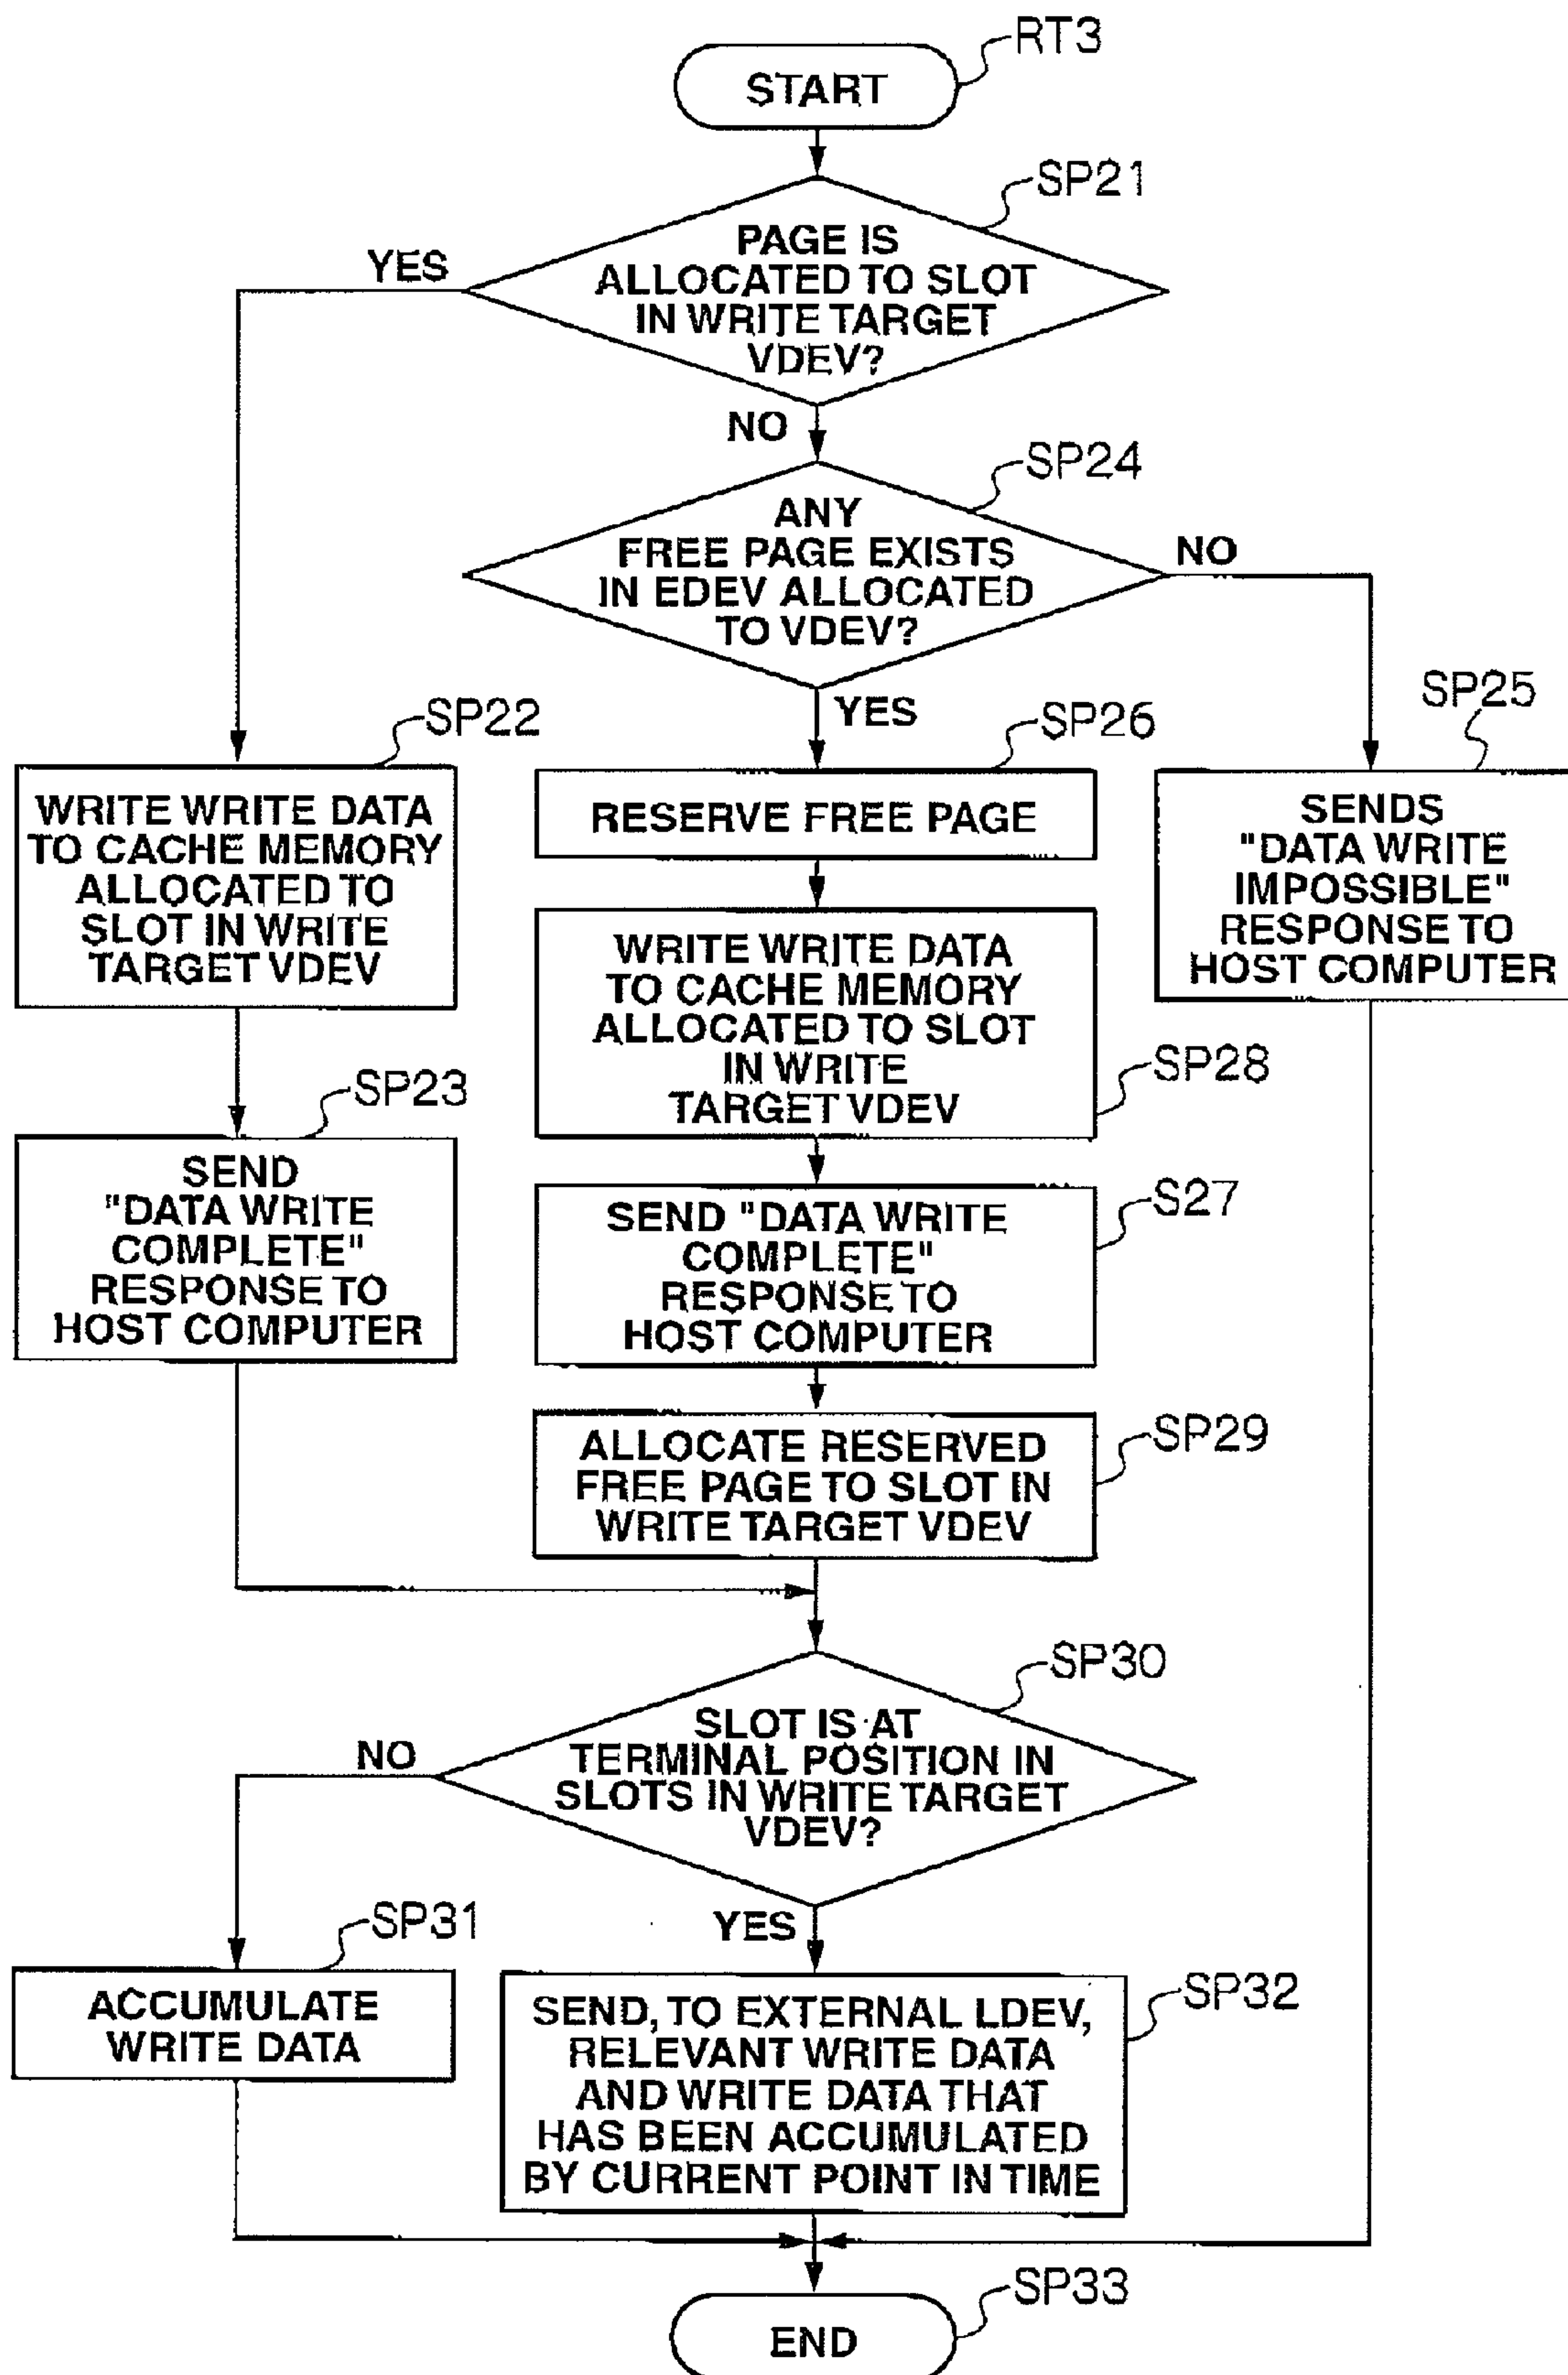 RT3
START
SP21
PAGE IS
ALLOCATED TO SLOT
IN WRITE TARGET
VDEV?
YES
NO
SP24
ANY
FREE PAGE EXISTS
IN EDEV ALLOCATED
TO VDEV?
NO
YES
SP22
WRITE WRITE DATA
TO CACHE MEMORY
ALLOCATED TO
SLOT IN WRITE
TARGET VDEV
SP26
RESERVE FREE PAGE
SP25
SENDS
"DATA WRITE
IMPOSSIBLE"
RESPONSE TO
HOST COMPUTER
WRITE WRITE DATA
TO CACHE MEMORY
ALLOCATED TO SLOT
IN WRITE
TARGET VDEV
SP28
SP23
SEND
"DATA WRITE
COMPLETE"
RESPONSE TO
HOST COMPUTER
S27
SEND "DATA WRITE
COMPLETE"
RESPONSE TO
HOST COMPUTER
SP29
ALLOCATE RESERVED
FREE PAGE TO SLOT IN
WRITE TARGET VDEV
SP30
SLOT IS AT
TERMINAL POSITION IN
SLOTS IN WRITE TARGET
VDEV?
NO
YES
SP31
ACCUMULATE
WRITE DATA
SP32
SEND, TO EXTERNAL LDEV,
RELEVANT WRITE DATA
AND WRITE DATA THAT
HAS BEEN ACCUMULATED
BY CURRENT POINT IN TIME
SP33
END